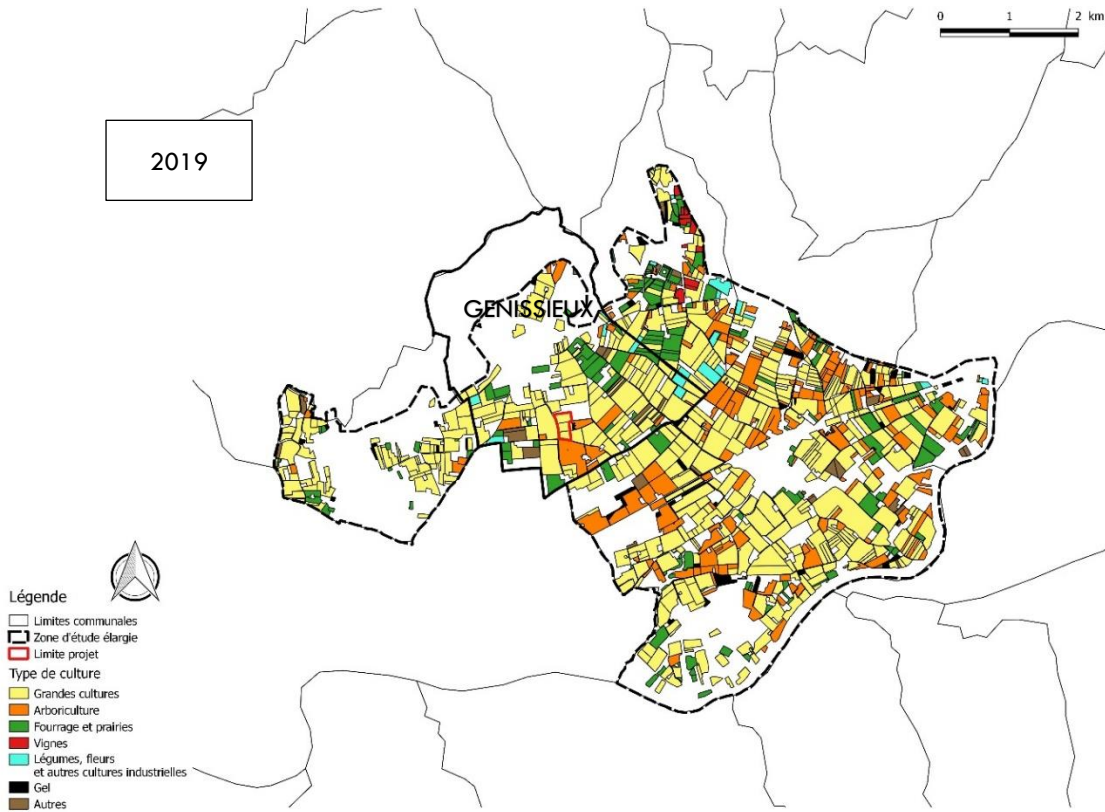 0 1 2 km
2019
GENISSIEUX
Légende
Limites communales
Zone d'étude élargie
Limite projet
Type de culture
Grandes cultures
Arboriculture
Fourrage et prairies
Vignes
Légumes, fleurs
et autres cultures industrielles
Gel
Autres